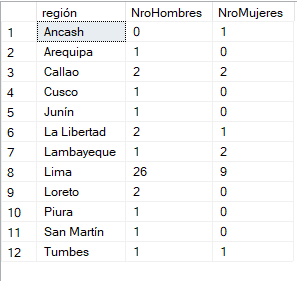 región NroHombres NroMujeres
1 Ancash 0 1
2 Arequipa 1 0
3 Callao 2 2
4 Cusco 1 0
5 Junín 1 0
6 La Libertad 2 1
7 Lambayeque 1 2
8 Lima 26 9
9 Loreto 2 0
10 Piura 1 0
11 San Martín 1 0
12 Tumbes 1 1